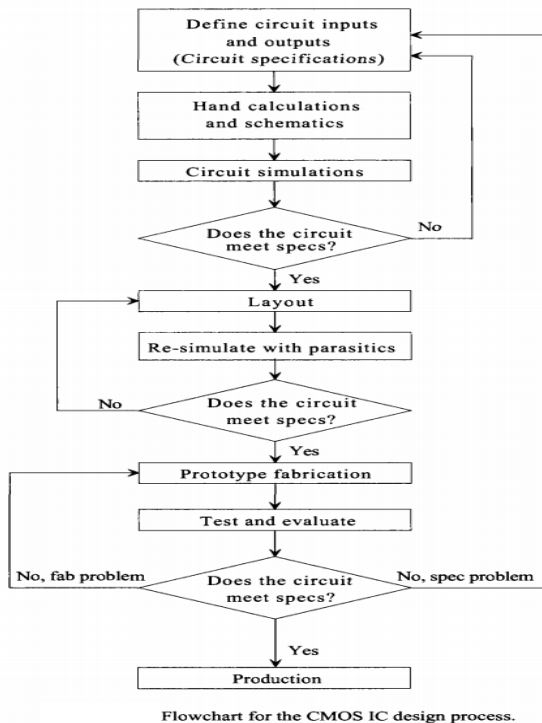 Define circuit inputs
and outputs
(Circuit specifications)
Hand calculations
and schematics
Circuit simulations
Does the circuit
meet specs?
No
Yes
Layout
Re-simulate with parasitics
Does the circuit
meet specs?
No
Yes
Prototype fabrication
Test and evaluate
No, fab problem
Does the circuit
meet specs?
No, spec problem
Yes
Production
Flowchart for the CMOS IC design process.